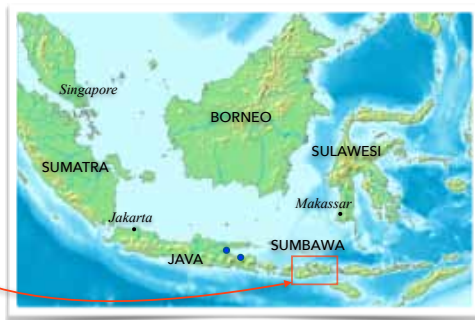 Singapore
BORNEO
SULAWESI
SUMATRA
Makassar
Jakarta
SUMBAWA
JAVA